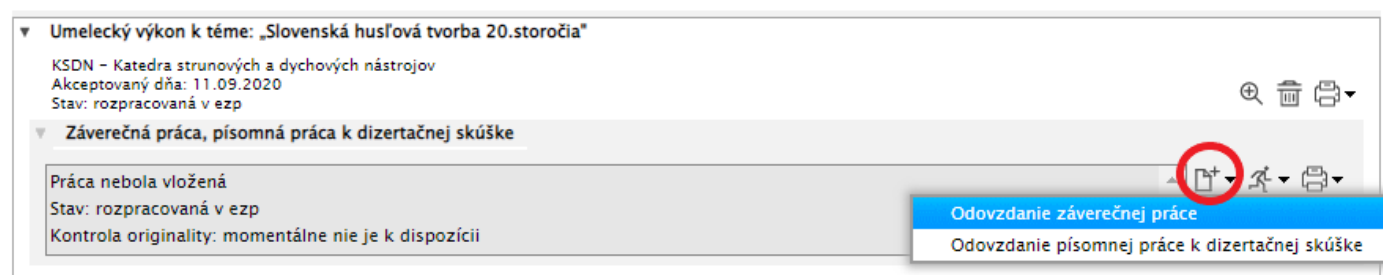 Umelecký výkon k téme: „Slovenská husľová tvorba 20.storočia"
KSDN – Katedra strunových a dychových nástrojov
Akceptovaný dňa: 11.09.2020
Stav: rozpracovaná v ezp
Záverečná práca, písomná práca k dizertačnej skúške
Práca nebola vložená
Stav: rozpracovaná v ezp
Kontrola originality: momentálne nie je k dispozícii
Odovzdanie záverečnej práce
Odovzdanie písomnej práce k dizertačnej skúške